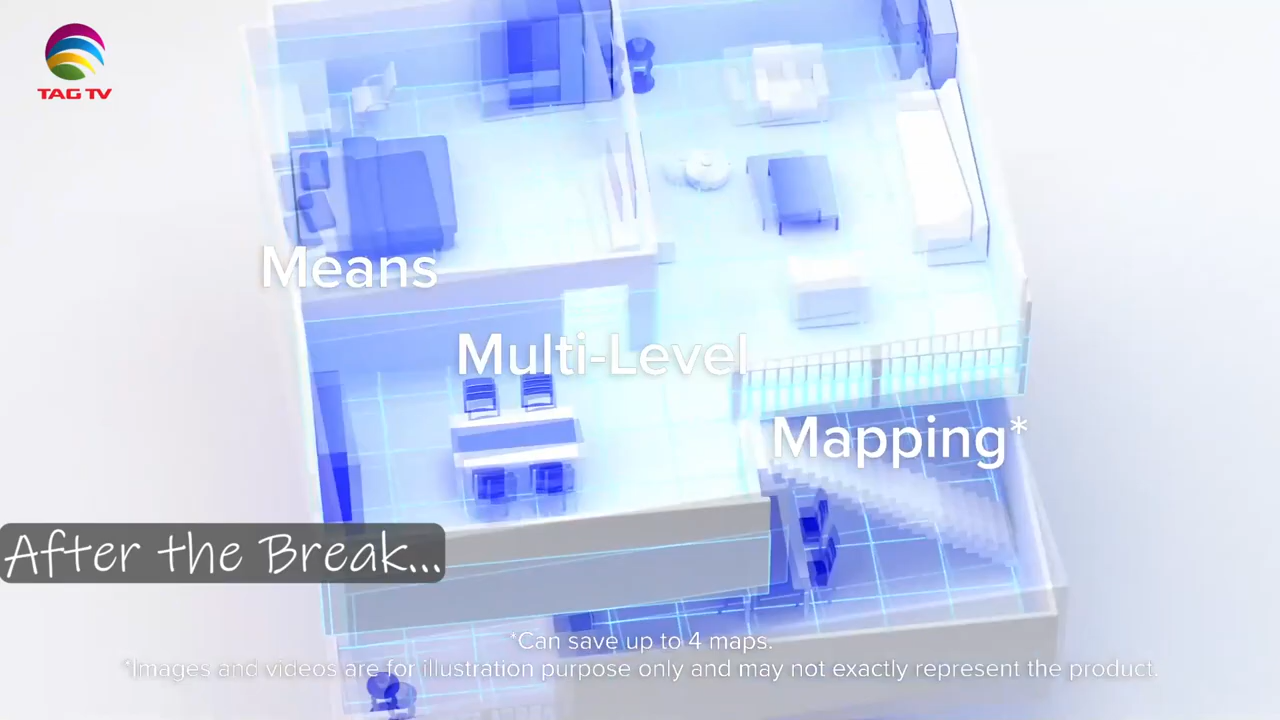 TAG TV
Means
Multi-Level
Mapping*
After the Break...
*Can save up to 4 maps.
*Images and videos are for illustration purpose only and may not exactly represent the product.